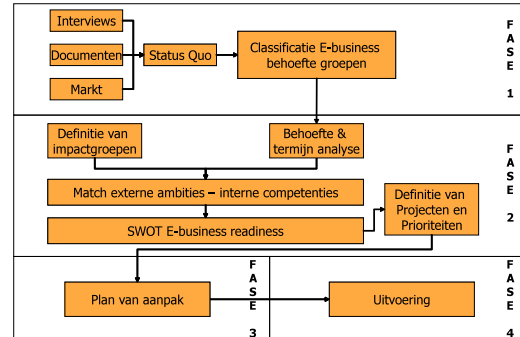 Interviews
Documenten
Markt
Status Quo
Classificatie E-business
behoefte groepen
F
A
S
E
1
Definitie van
impactgroepen
Behoefte &
termijn analyse
Match externe ambities – interne competenties
SWOT E-business readiness
Definitie van
Projecten en
Prioriteiten
F
A
S
E
2
Plan van aanpak
F
A
S
E
3
Uitvoering
F
A
S
E
4